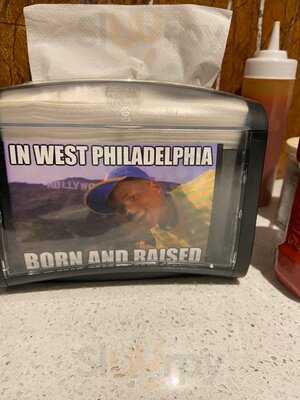 IN WEST PHILADELPHIA
HOLLYWO
BORN AND RAISED